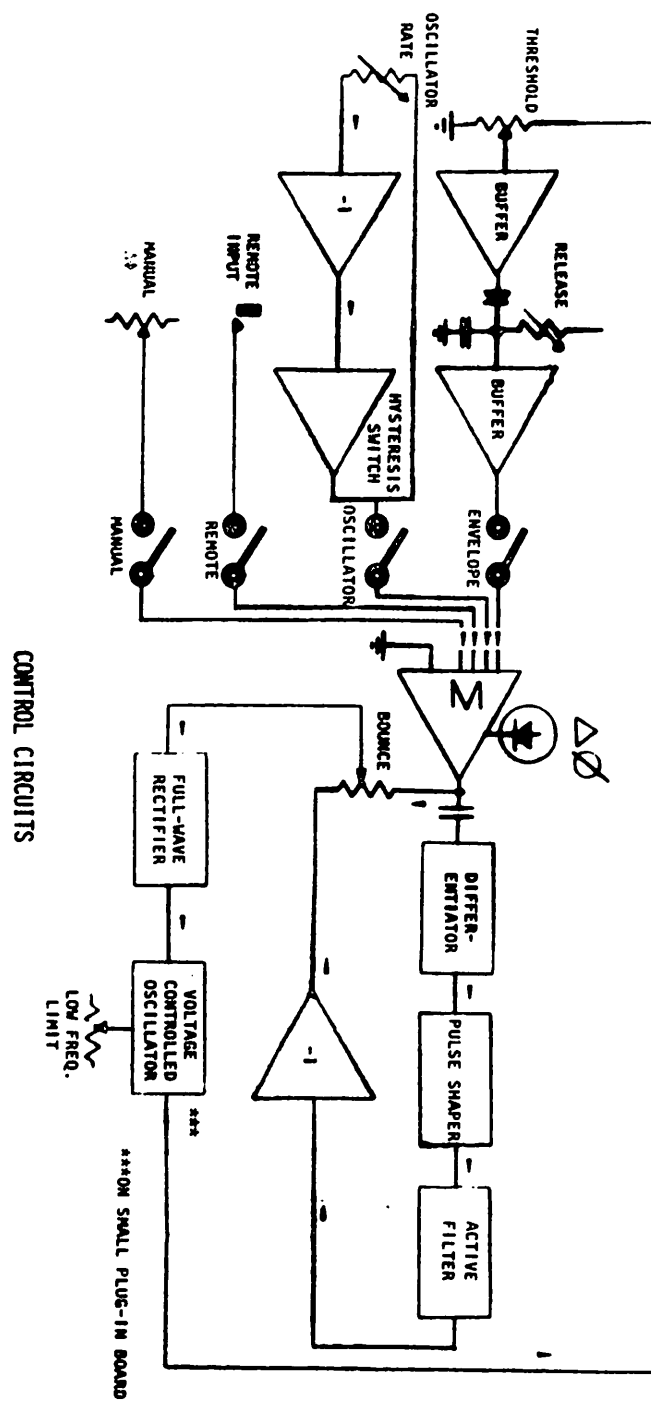 THRESHOLD
BUFFER
RELEASE
BUFFER
ENVELOPE
OSCILLATOR
RATE
-1
HYSTERESIS
SWITCH
OSCILLATOR
REMOTE
INPUT
REMOTE
MANUAL
MANUAL
Σ
ΔØ
BOUNCE
DIFFER-
ENTIATOR
PULSE SHAPER
ACTIVE
FILTER
-1
FULL-WAVE
RECTIFIER
VOLTAGE
CONTROLLED
OSCILLATOR
***
LOW FREQ.
LIMIT
***ON SMALL PLUG-IN BOARD
CONTROL CIRCUITS